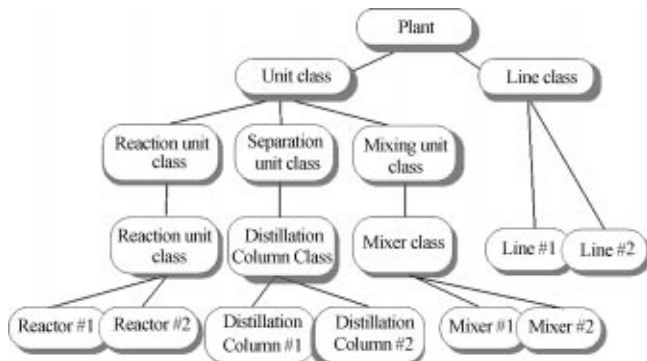 Plant
Unit class
Line class
Reaction unit
class
Separation
unit class
Mixing unit
class
Reaction unit
class
Distillation
Column Class
Mixer class
Line #1
Line #2
Reactor #1
Reactor #2
Distillation
Column #1
Distillation
Column #2
Mixer #1
Mixer #2